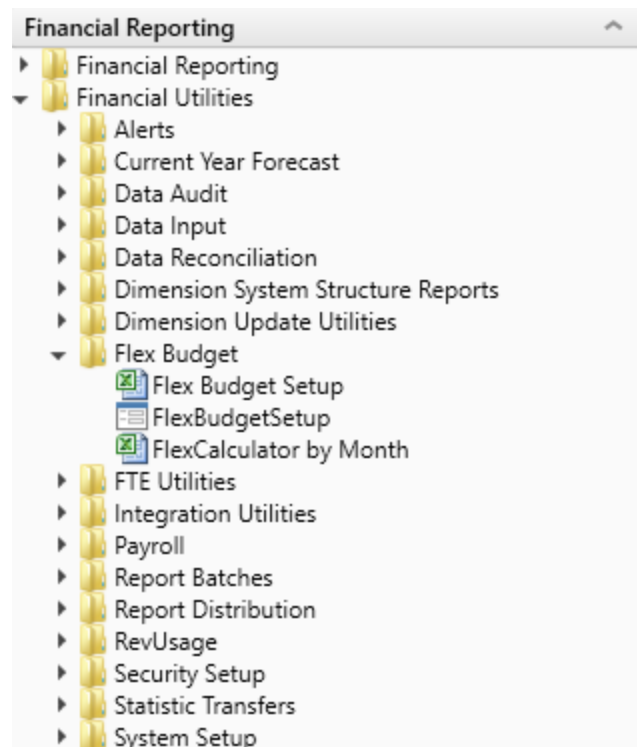 Financial Reporting
Financial Reporting
Financial Utilities
Alerts
Current Year Forecast
Data Audit
Data Input
Data Reconciliation
Dimension System Structure Reports
Dimension Update Utilities
Flex Budget
Flex Budget Setup
FlexBudgetSetup
FlexCalculator by Month
FTE Utilities
Integration Utilities
Payroll
Report Batches
Report Distribution
RevUsage
Security Setup
Statistic Transfers
System Setup